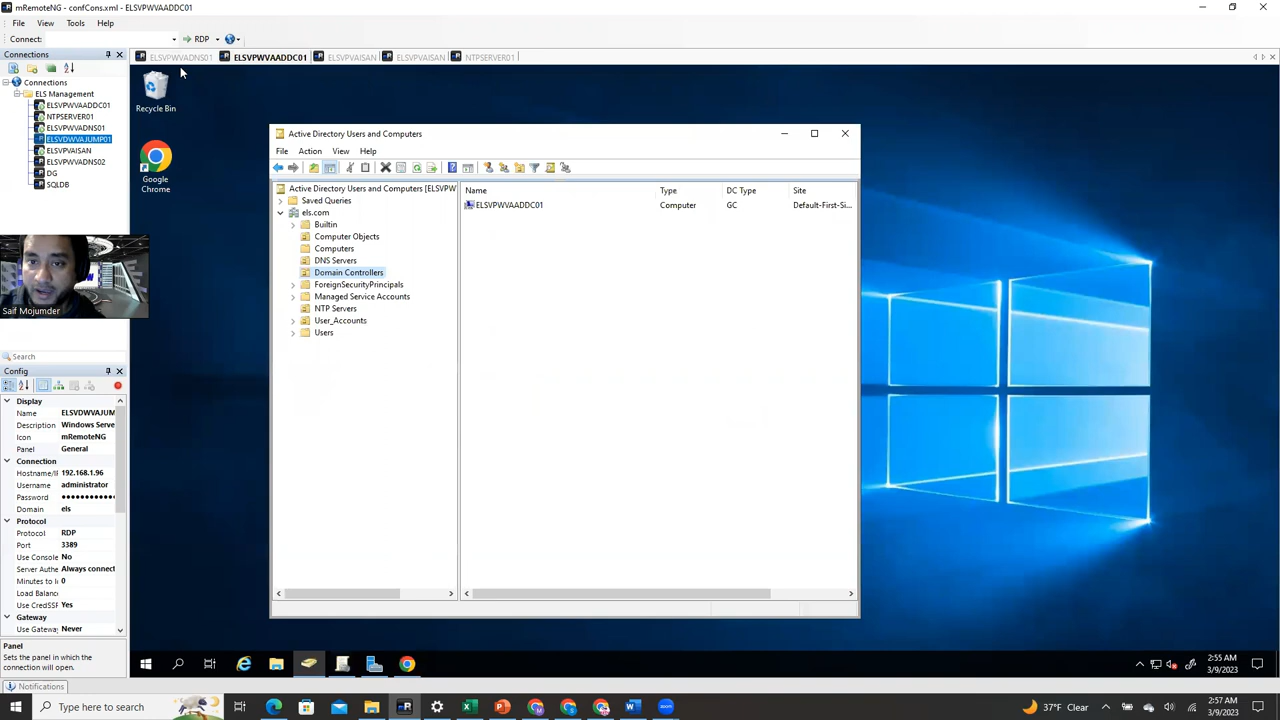 mRemoteNG - confCons.xml - ELSVPWVAADDC01
File View Tools Help
Connect: RDP
Connections
ELSVPWVADNS01 ELSVPWVAADDC01 ELSVPVAISAN ELSVPVAISAN NTPSERVER01
Connections
ELS Management
ELSVPWVAADDC01
NTPSERVER01
ELSVPWVADNS01
ELSVDWVAJUMP01
ELSVPVAISAN
ELSVPWVADNS02
DG
SQLDB
Saif Mojumder
Search
Config
Display
Name ELSVDWVAJUM
Description Windows Serve
Icon mRemoteNG
Panel General
Connection
Hostname/I 192.168.1.96
Username administrator
Password ••••••••••••
Domain els
Protocol
Protocol RDP
Port 3389
Use Console No
Server Authe Always connect
Minutes to I 0
Load Balanc
Use CredSSF Yes
Gateway
Use Gateway Never
Panel
Sets the panel in which the
connection will open.
Notifications
Recycle Bin
Google
Chrome
Active Directory Users and Computers
File Action View Help
Active Directory Users and Computers [ELSVPW
Saved Queries
els.com
Builtin
Computer Objects
Computers
DNS Servers
Domain Controllers
ForeignSecurityPrincipals
Managed Service Accounts
NTP Servers
User_Accounts
Users
Name Type DC Type Site
ELSVPWVAADDC01 Computer GC Default-First-Si...
2:55 AM
3/9/2023
Type here to search
37°F Clear
2:57 AM
3/9/2023